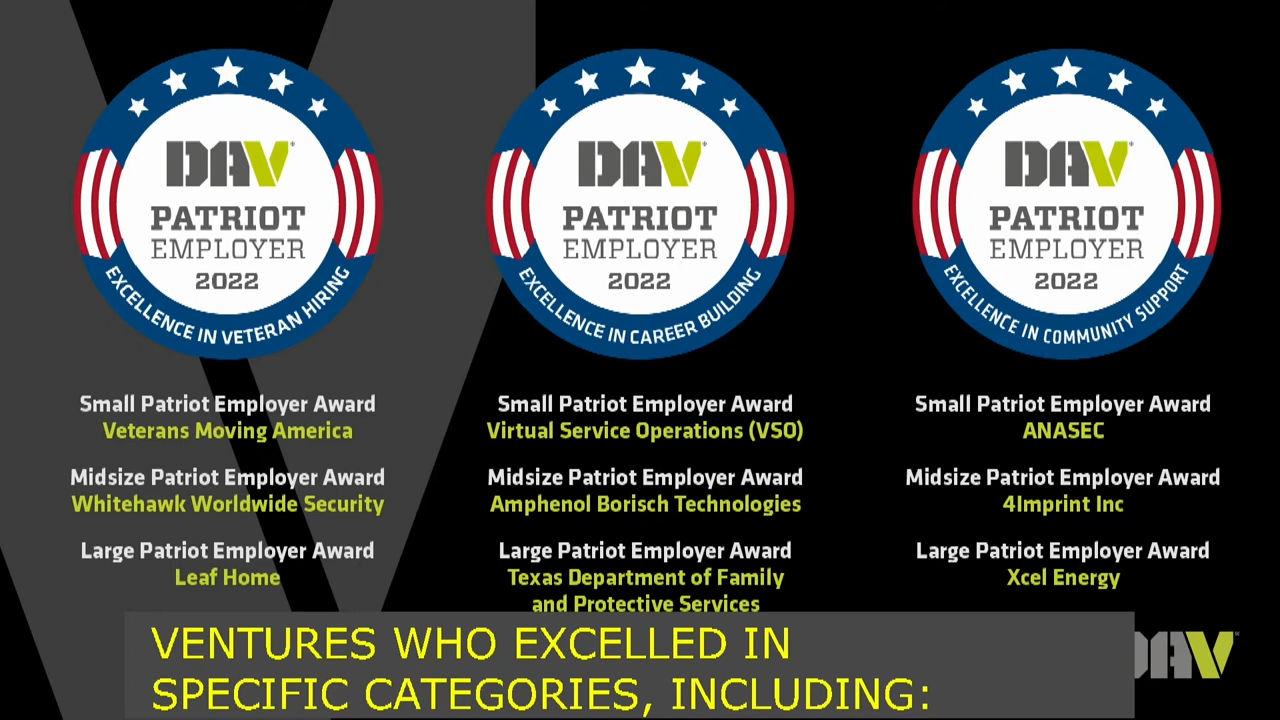 DAV
PATRIOT
EMPLOYER
2022
EXCELLENCE IN VETERAN HIRING
Small Patriot Employer Award
Veterans Moving America
Midsize Patriot Employer Award
Whitehawk Worldwide Security
Large Patriot Employer Award
Leaf Home
DAV
PATRIOT
EMPLOYER
2022
EXCELLENCE IN CAREER BUILDING
Small Patriot Employer Award
Virtual Service Operations (VSO)
Midsize Patriot Employer Award
Amphenol Borisch Technologies
Large Patriot Employer Award
Texas Department of Family
and Protective Services
DAV
PATRIOT
EMPLOYER
2022
EXCELLENCE IN COMMUNITY SUPPORT
Small Patriot Employer Award
ANASEC
Midsize Patriot Employer Award
4Imprint Inc
Large Patriot Employer Award
Xcel Energy
VENTURES WHO EXCELLED IN
SPECIFIC CATEGORIES, INCLUDING:
DAV